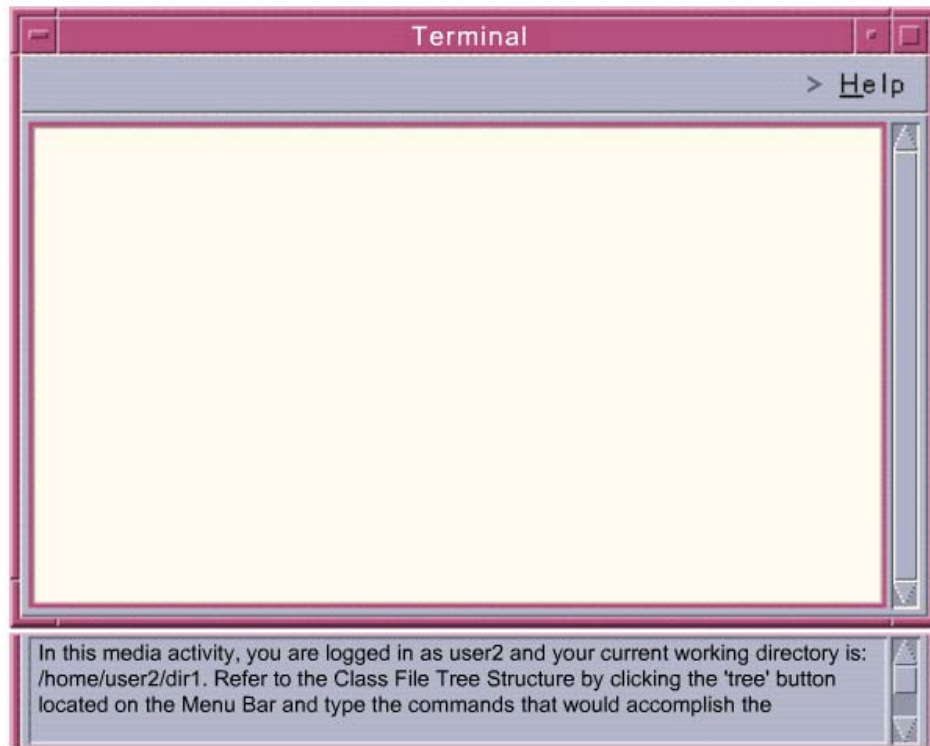 Terminal
> Help
In this media activity, you are logged in as user2 and your current working directory is:
/home/user2/dir1. Refer to the Class File Tree Structure by clicking the 'tree' button
located on the Menu Bar and type the commands that would accomplish the